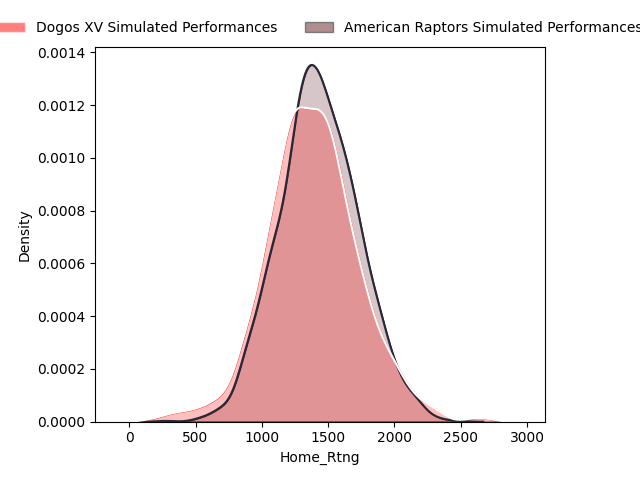 Dogos XV Simulated Performances American Raptors Simulated Performances
0.0014
0.0012
0.0010
0.0008
0.0006
0.0004
0.0002
0.0000
Density
0 500 1000 1500 2000 2500 3000
Home_Rtng